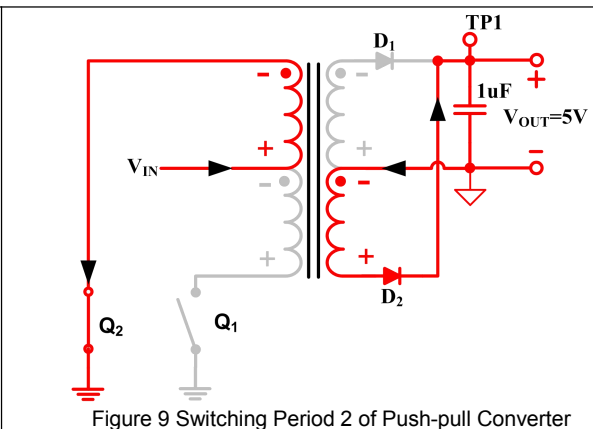 TP1
D1
- -
1uF
+
VOUT=5V
+ +
VIN
-
- -
+ +
D2
Q2 Q1
Figure 9 Switching Period 2 of Push-pull Converter